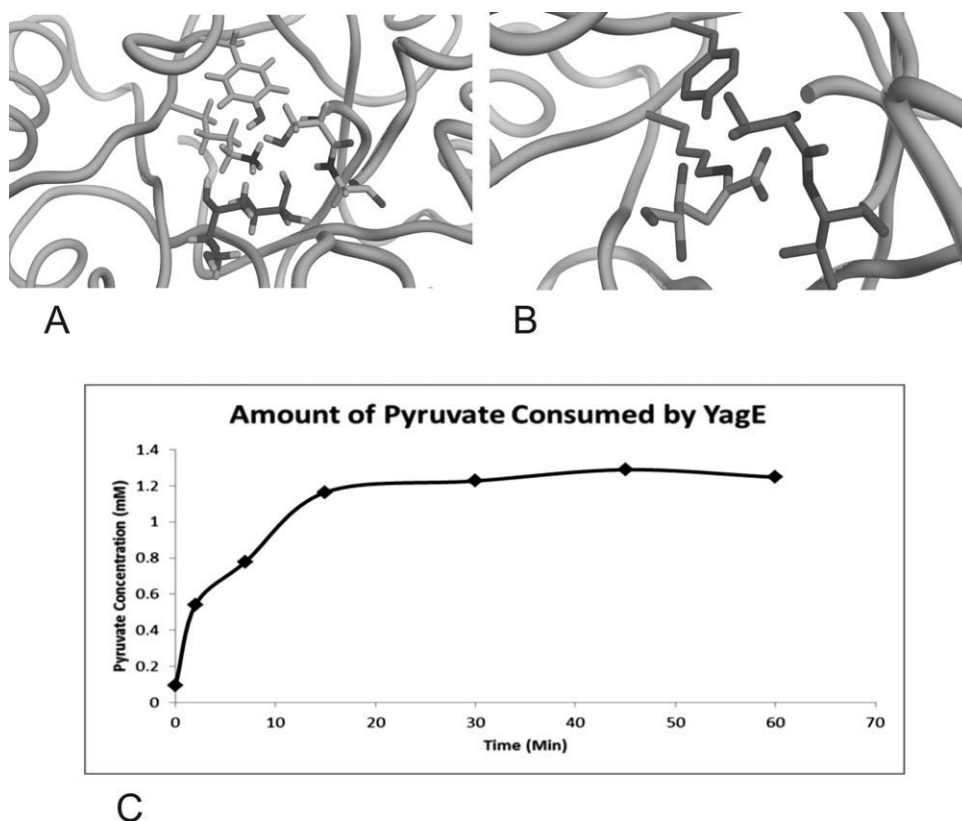 A
B
Amount of Pyruvate Consumed by YagE
Pyruvate Concentration (mM)
1.4
1.2
1
0.8
0.6
0.4
0.2
0
0 10 20 30 40 50 60 70
Time (Min)
C